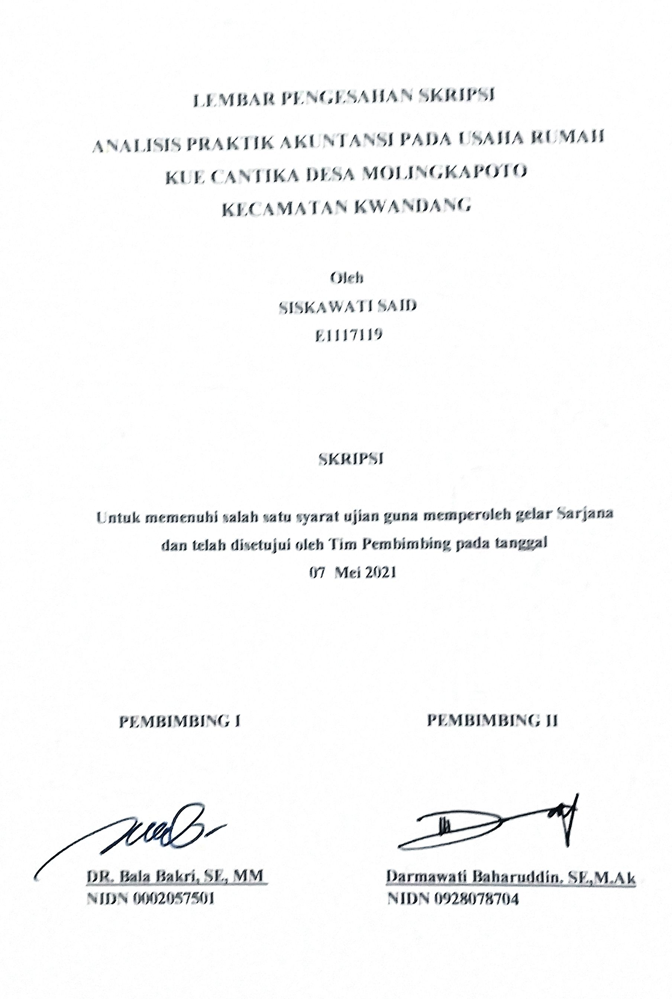 LEMBAR PENGESAHAN SKRIPSI
ANALISIS PRAKTIK AKUNTANSI PADA USAHA RUMAH
KUE CANTIKA DESA MOLINGKAPOTO
KECAMATAN KWANDANG
Oleh
SISKAWATI SAID
E1117119
SKRIPSI
Untuk memenuhi salah satu syarat ujian guna memperoleh gelar Sarjana
dan telah disetujui oleh Tim Pembimbing pada tanggal
07 Mei 2021
PEMBIMBING I PEMBIMBING II
DR. Bala Bakri, SE, MM Darmawati Baharuddin. SE,M.Ak
NIDN 0002057501 NIDN 0928078704